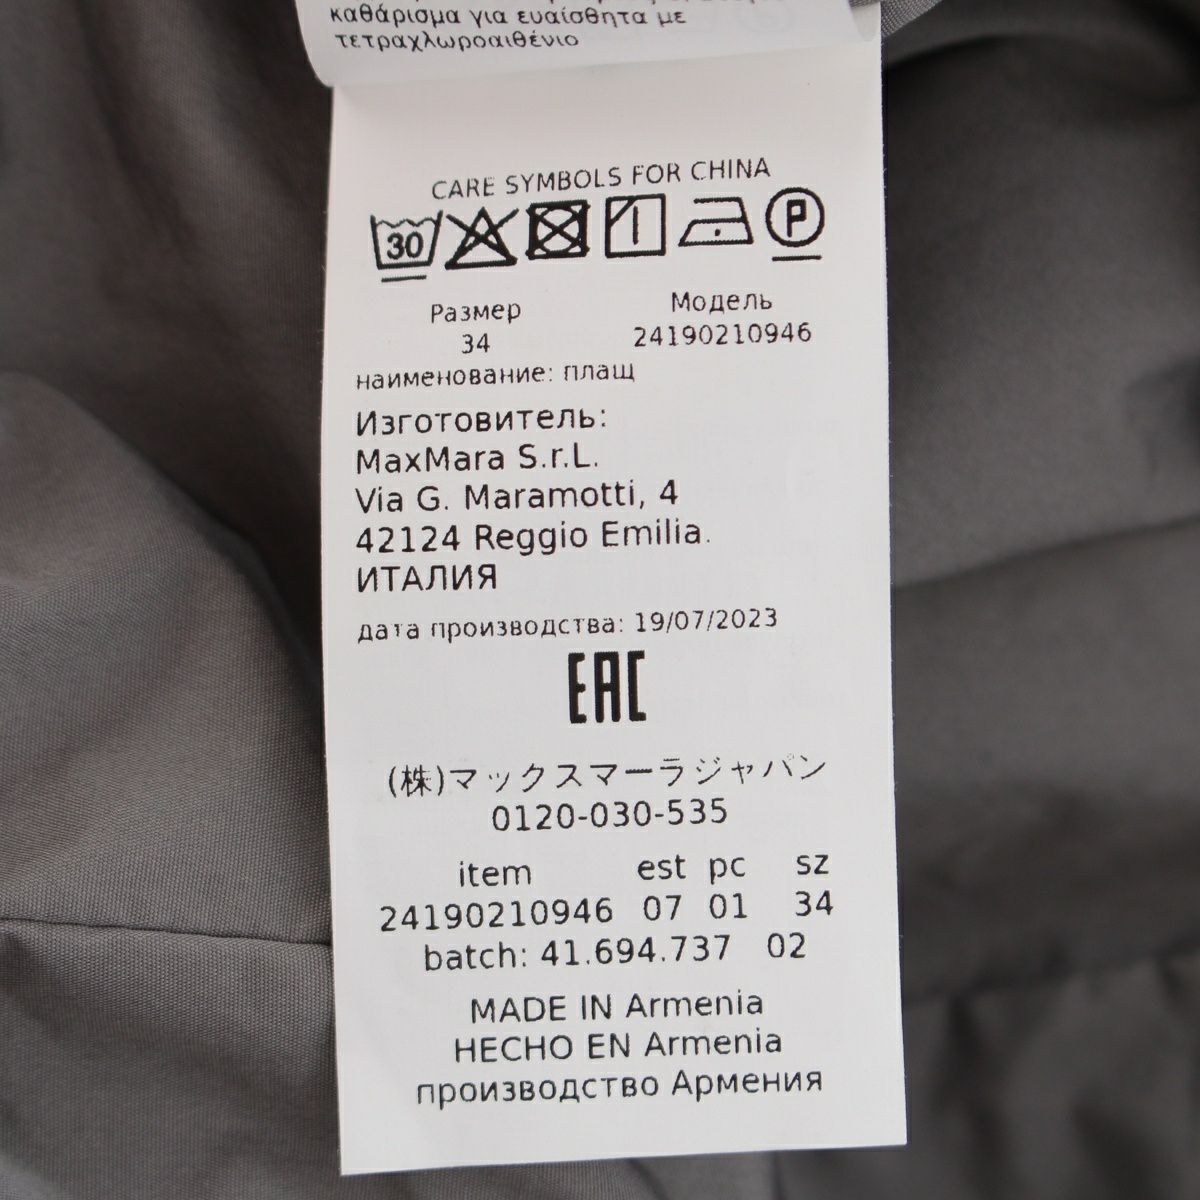 καθάρισμα για ευαίσθητα με
τετραχλωροαιθένιο
CARE SYMBOLS FOR CHINA
30 P
Размер Модель
34 24190210946
наименование: плащ
Изготовитель:
MaxMara S.r.L.
Via G. Maramotti, 4
42124 Reggio Emilia.
ИТАЛИЯ
дата производства: 19/07/2023
EAC
(株)マックスマーラジャパン
0120-030-535
item est pc sz
24190210946 07 01 34
batch: 41.694.737 02
MADE IN Armenia
HECHO EN Armenia
производство Армения